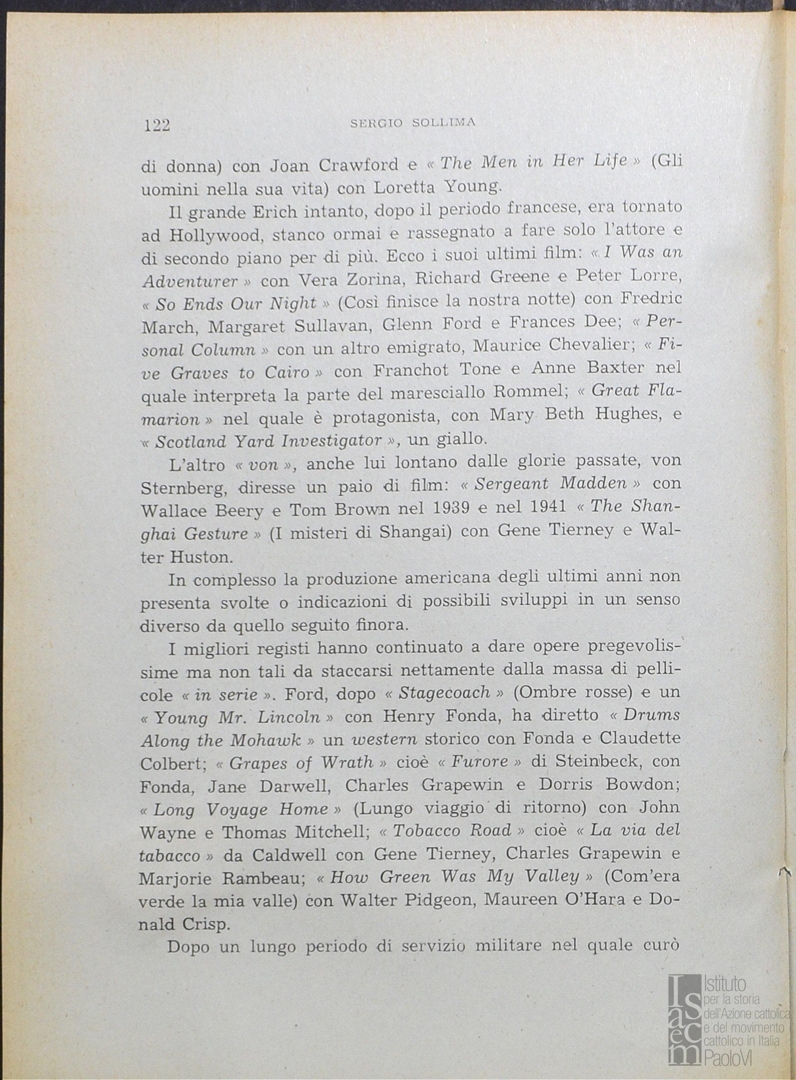 122
SERGIO SOLLIMA
di donna) con Joan Crawford e « The Men in Her Life » (Gli
uomini nella sua vita) con Loretta Young.
Il grande Erich intanto, dopo il periodo francese, era tornato
ad Hollywood, stanco ormai e rassegnato a fare solo l'attore e
di secondo piano per di più. Ecco i suoi ultimi film: « I Was an
Adventurer » con Vera Zorina, Richard Greene e Peter Lorre,
« So Ends Our Night » (Così finisce la nostra notte) con Fredric
March, Margaret Sullavan, Glenn Ford e Frances Dee; « Per-
sonal Column » con un altro emigrato, Maurice Chevalier; « Fi-
ve Graves to Cairo » con Franchot Tone e Anne Baxter nel
quale interpreta la parte del maresciallo Rommel; « Great Fla-
marion » nel quale è protagonista, con Mary Beth Hughes, e
« Scotland Yard Investigator », un giallo.
L'altro « von », anche lui lontano dalle glorie passate, von
Sternberg, diresse un paio di film: « Sergeant Madden » con
Wallace Beery e Tom Brown nel 1939 e nel 1941 « The Shan-
ghai Gesture » (I misteri di Shangai) con Gene Tierney e Wal-
ter Huston.
In complesso la produzione americana degli ultimi anni non
presenta svolte o indicazioni di possibili sviluppi in un senso
diverso da quello seguito finora.
I migliori registi hanno continuato a dare opere pregevolis-
sime ma non tali da staccarsi nettamente dalla massa di pelli-
cole « in serie ». Ford, dopo « Stagecoach » (Ombre rosse) e un
« Young Mr. Lincoln » con Henry Fonda, ha diretto « Drums
Along the Mohawk » un western storico con Fonda e Claudette
Colbert; « Grapes of Wrath » cioè « Furore » di Steinbeck, con
Fonda, Jane Darwell, Charles Grapewin e Dorris Bowdon;
« Long Voyage Home » (Lungo viaggio di ritorno) con John
Wayne e Thomas Mitchell; « Tobacco Road » cioè « La via del
tabacco » da Caldwell con Gene Tierney, Charles Grapewin e
Marjorie Rambeau; « How Green Was My Valley » (Com'era
verde la mia valle) con Walter Pidgeon, Maureen O'Hara e Do-
nald Crisp.
Dopo un lungo periodo di servizio militare nel quale curò
Isacem
Istituto
per la storia
dell'Azione cattolica
e del movimento
cattolico in Italia
PaoloVI